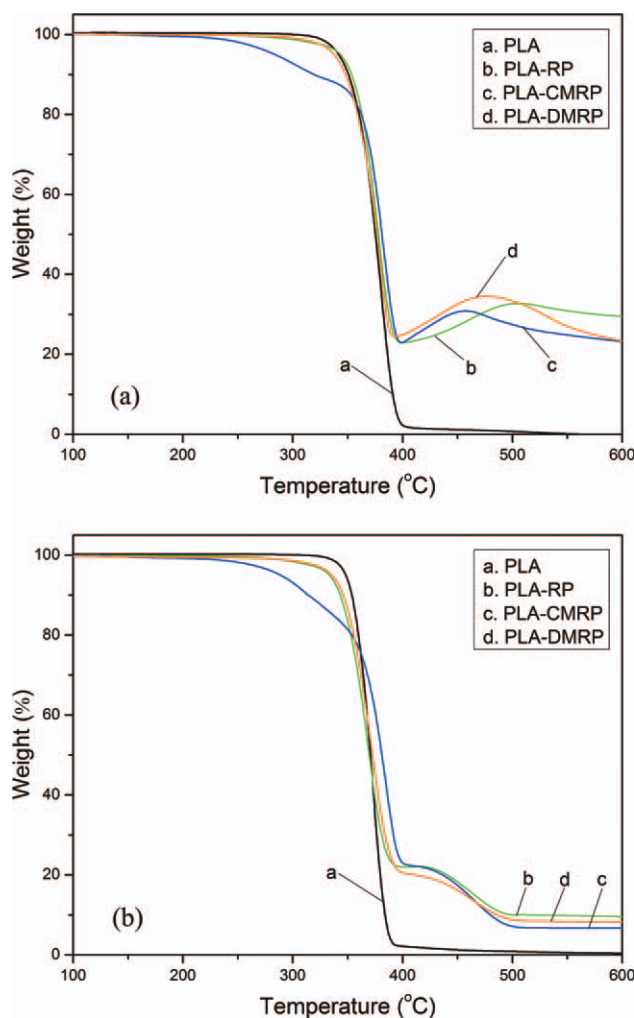 100
80
60
40
20
0
Weight (%)
a. PLA
b. PLA-RP
c. PLA-CMRP
d. PLA-DMRP
d
a
b
c
(a)
100
200
300
400
500
600
Temperature (°C)
100
80
60
40
20
0
Weight (%)
a. PLA
b. PLA-RP
c. PLA-CMRP
d. PLA-DMRP
a
b
d
c
(b)
100
200
300
400
500
600
Temperature (°C)